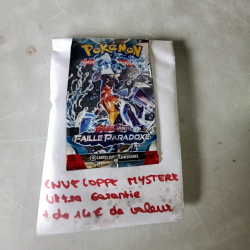 POKÉMON
FAILLE PARADOXE
ENVELOPPE MYSTERE
Ultra Garantie
+ de 14€ de valeur